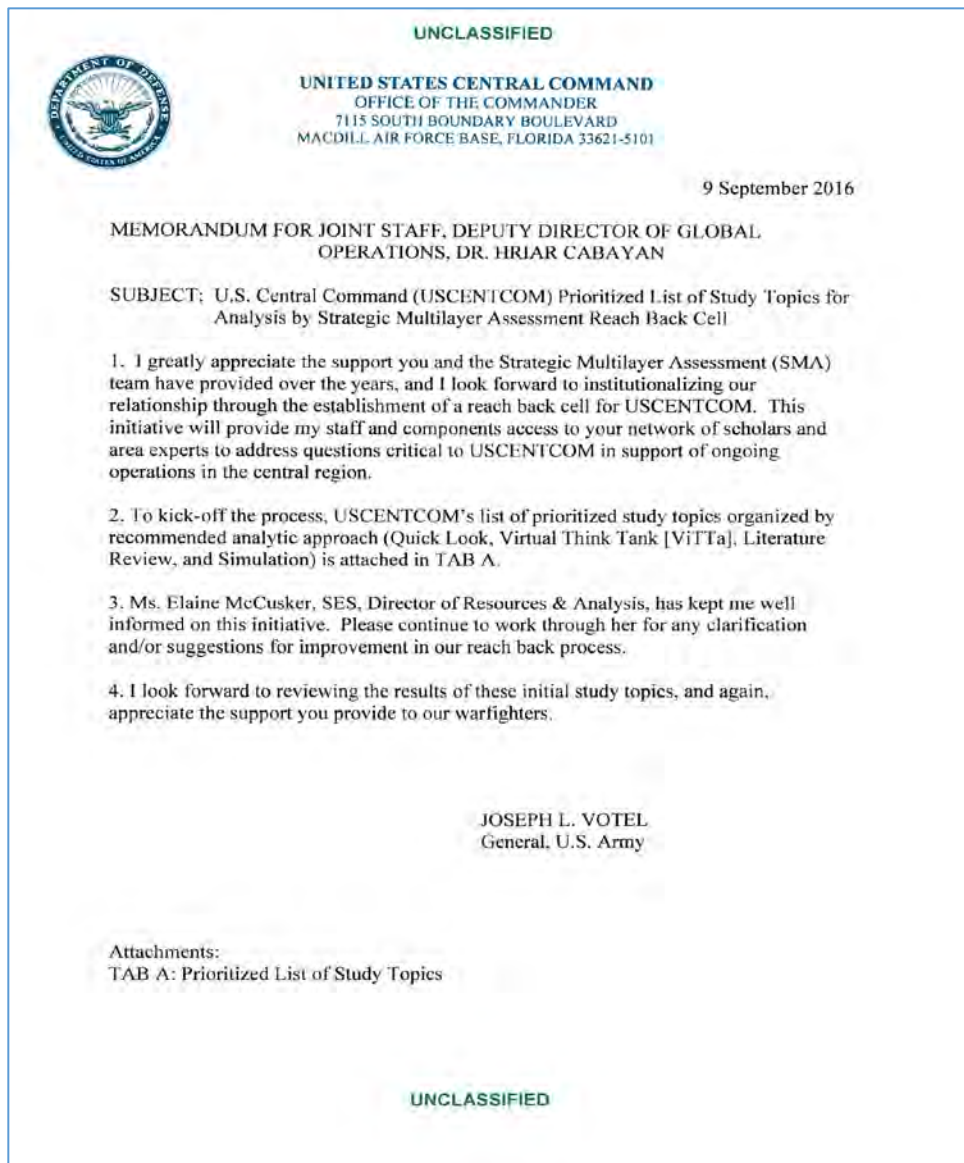 UNCLASSIFIED
DEPARTMENT OF DEFENSE
UNITED STATES OF AMERICA
UNITED STATES CENTRAL COMMAND
OFFICE OF THE COMMANDER
7115 SOUTH BOUNDARY BOULEVARD
MACDILL AIR FORCE BASE, FLORIDA 33621-5101
9 September 2016
MEMORANDUM FOR JOINT STAFF, DEPUTY DIRECTOR OF GLOBAL
OPERATIONS, DR. HRIAR CABAYAN
SUBJECT: U.S. Central Command (USCENTCOM) Prioritized List of Study Topics for
Analysis by Strategic Multilayer Assessment Reach Back Cell
1. I greatly appreciate the support you and the Strategic Multilayer Assessment (SMA)
team have provided over the years, and I look forward to institutionalizing our
relationship through the establishment of a reach back cell for USCENTCOM. This
initiative will provide my staff and components access to your network of scholars and
area experts to address questions critical to USCENTCOM in support of ongoing
operations in the central region.
2. To kick-off the process, USCENTCOM's list of prioritized study topics organized by
recommended analytic approach (Quick Look, Virtual Think Tank [ViTTa], Literature
Review, and Simulation) is attached in TAB A.
3. Ms. Elaine McCusker, SES, Director of Resources & Analysis, has kept me well
informed on this initiative. Please continue to work through her for any clarification
and/or suggestions for improvement in our reach back process.
4. I look forward to reviewing the results of these initial study topics, and again,
appreciate the support you provide to our warfighters.
JOSEPH L. VOTEL
General, U.S. Army
Attachments:
TAB A: Prioritized List of Study Topics
UNCLASSIFIED